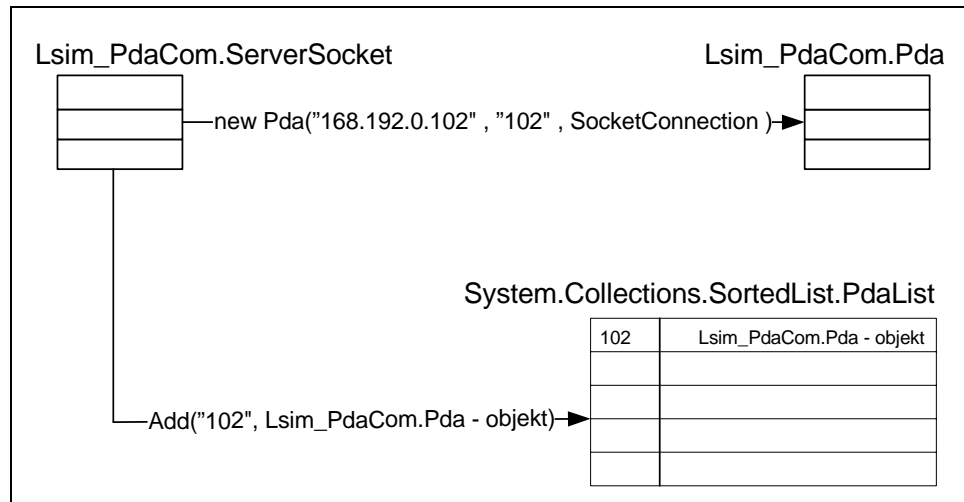 Lsim_PdaCom.ServerSocket
Lsim_PdaCom.Pda
new Pda(”168.192.0.102" , ”102" , SocketConnection )
System.Collections.SortedList.PdaList
102 Lsim_PdaCom.Pda - objekt
Add(”102", Lsim_PdaCom.Pda - objekt)